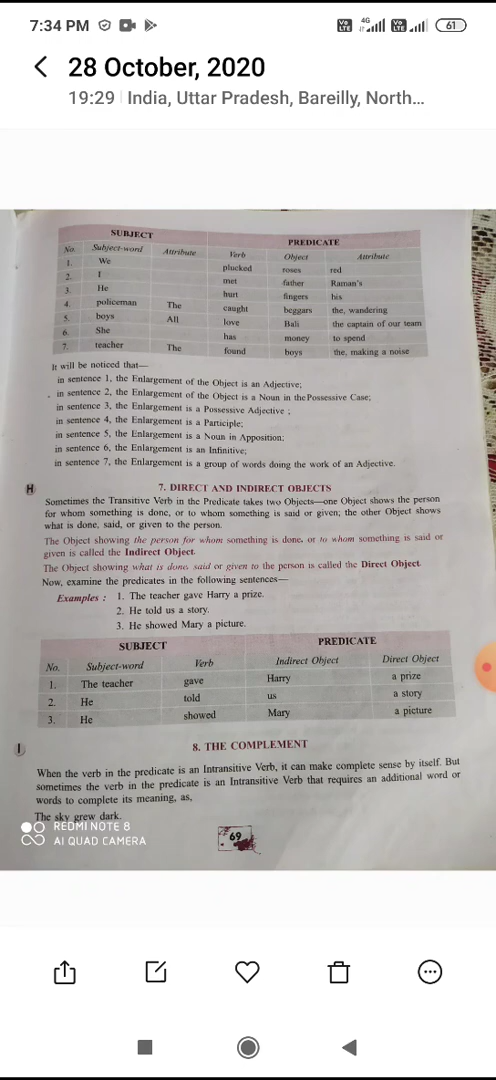 7:34 PM
Vo LTE 4G Vo LTE 61
28 October, 2020
19:29 India, Uttar Pradesh, Bareilly, North...
SUBJECT PREDICATE
No. Subject-word Attribute Verb Object Attribute
1. We plucked roses red
2. I met father Raman's
3. He hurt fingers his
4. policeman The caught beggars the, wandering
5. boys All love Bali the captain of our team
6. She has money to spend
7. teacher The found boys the, making a noise
It will be noticed that—
in sentence 1, the Enlargement of the Object is an Adjective;
in sentence 2, the Enlargement of the Object is a Noun in the Possessive Case;
in sentence 3, the Enlargement is a Possessive Adjective ;
in sentence 4, the Enlargement is a Participle;
in sentence 5, the Enlargement is a Noun in Apposition;
in sentence 6, the Enlargement is an Infinitive;
in sentence 7, the Enlargement is a group of words doing the work of an Adjective.
H 7. DIRECT AND INDIRECT OBJECTS
Sometimes the Transitive Verb in the Predicate takes two Objects—one Object shows the person
for whom something is done, or to whom something is said or given; the other Object shows
what is done, said, or given to the person.
The Object showing the person for whom something is done, or to whom something is said or
given is called the Indirect Object.
The Object showing what is done, said or given to the person is called the Direct Object.
Now, examine the predicates in the following sentences—
Examples : 1. The teacher gave Harry a prize.
2. He told us a story.
3. He showed Mary a picture.
SUBJECT PREDICATE
No. Subject-word Verb Indirect Object Direct Object
1. The teacher gave Harry a prize
2. He told us a story
3. He showed Mary a picture
I 8. THE COMPLEMENT
When the verb in the predicate is an Intransitive Verb, it can make complete sense by itself. But
sometimes the verb in the predicate is an Intransitive Verb that requires an additional word or
words to complete its meaning, as,
The sky grew dark.
REDMI NOTE 8
AI QUAD CAMERA
69